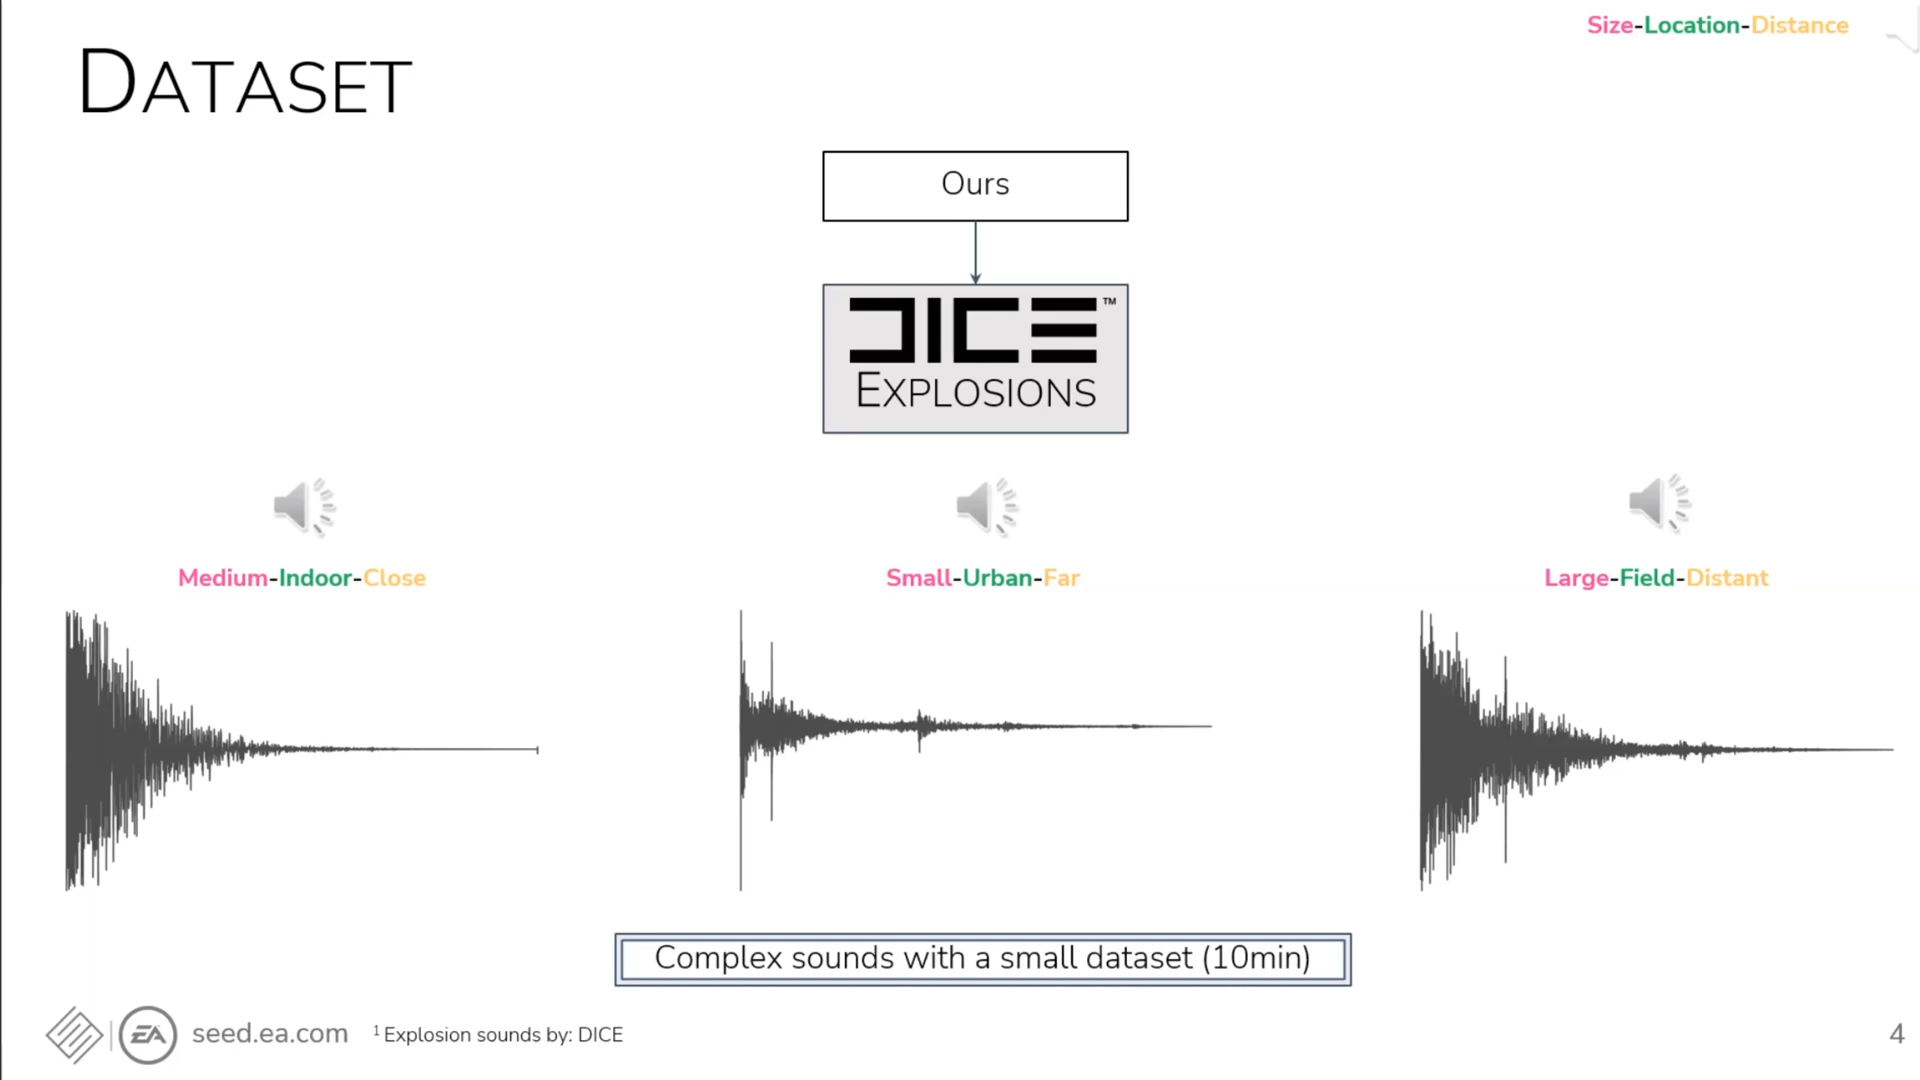 Size-Location-Distance
DATASET
Ours
DICE™
EXPLOSIONS
Medium-Indoor-Close
Small-Urban-Far
Large-Field-Distant
Complex sounds with a small dataset (10min)
EA
seed.ea.com
¹ Explosion sounds by: DICE
4